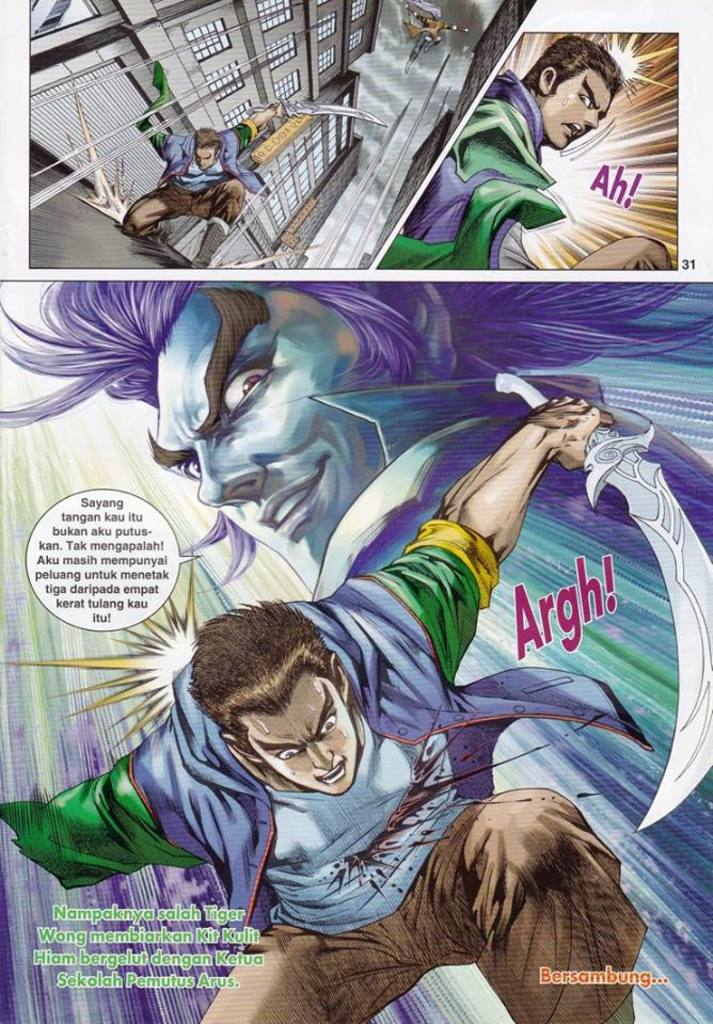 Ah!
31
Sayang
tangan kau itu
bukan aku putus-
kan. Tak mengapalah!
Aku masih mempunyai
peluang untuk menetak
tiga daripada empat
kerat tulang kau
itu!
Argh!
Nampaknya salah Tiger
Wong membiarkan Kit Kulit
Hiam bergelut dengan Ketua
Sekolah Pemutus Arus.
Bersambung...